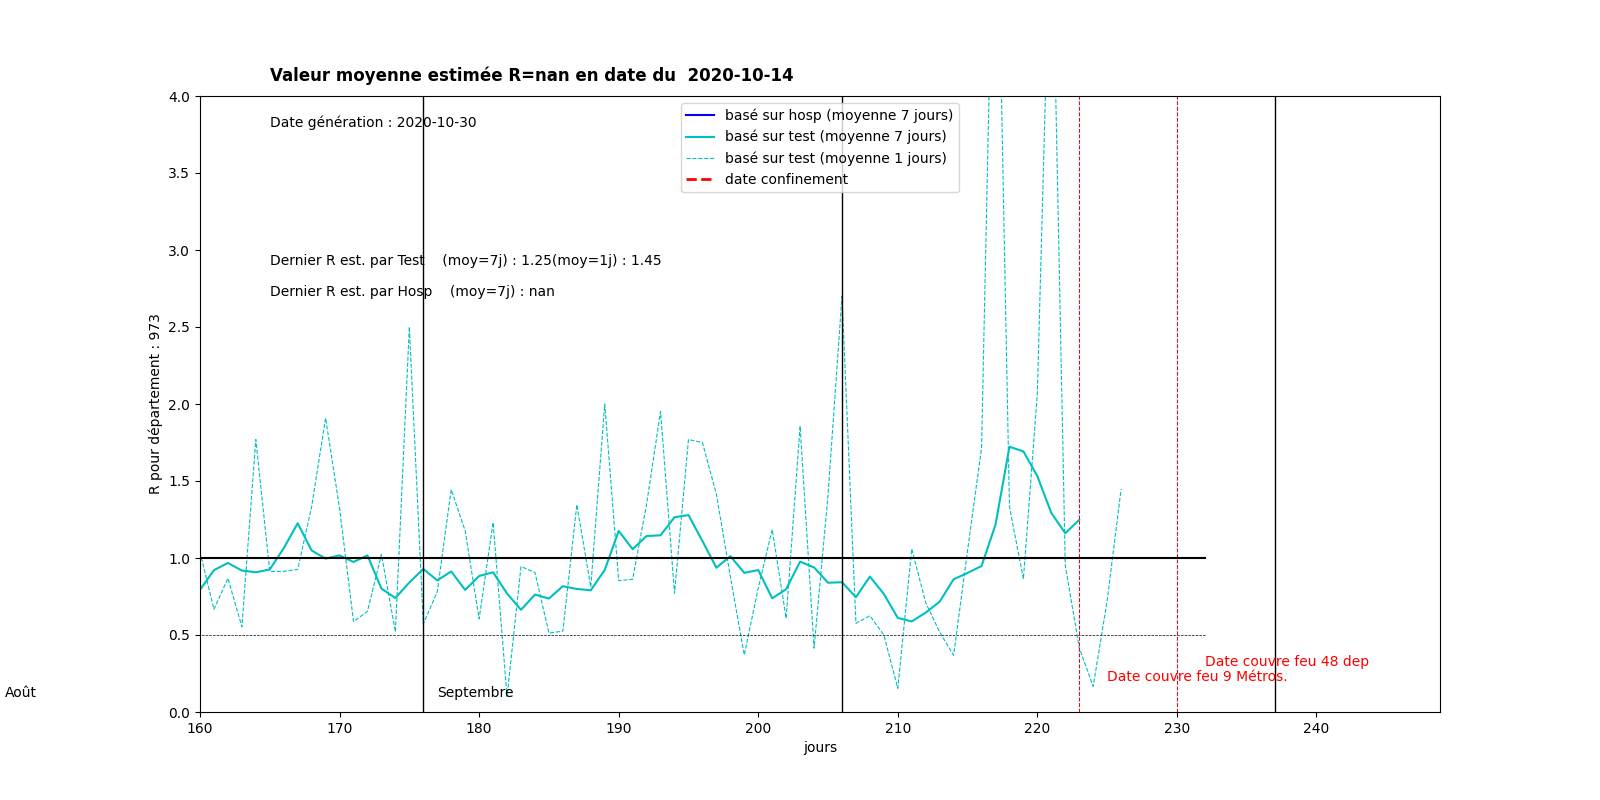 Valeur moyenne estimée R=nan en date du  2020-10-14
4.0
3.5
3.0
2.5
2.0
1.5
1.0
0.5
0.0
R pour département : 973
Date génération : 2020-10-30
basé sur hosp (moyenne 7 jours)
basé sur test (moyenne 7 jours)
basé sur test (moyenne 1 jours)
date confinement
Dernier R est. par Test    (moy=7j) : 1.25(moy=1j) : 1.45
Dernier R est. par Hosp    (moy=7j) : nan
Date couvre feu 48 dep
Date couvre feu 9 Métros.
Août
Septembre
160 170 180 190 200 210 220 230 240
jours